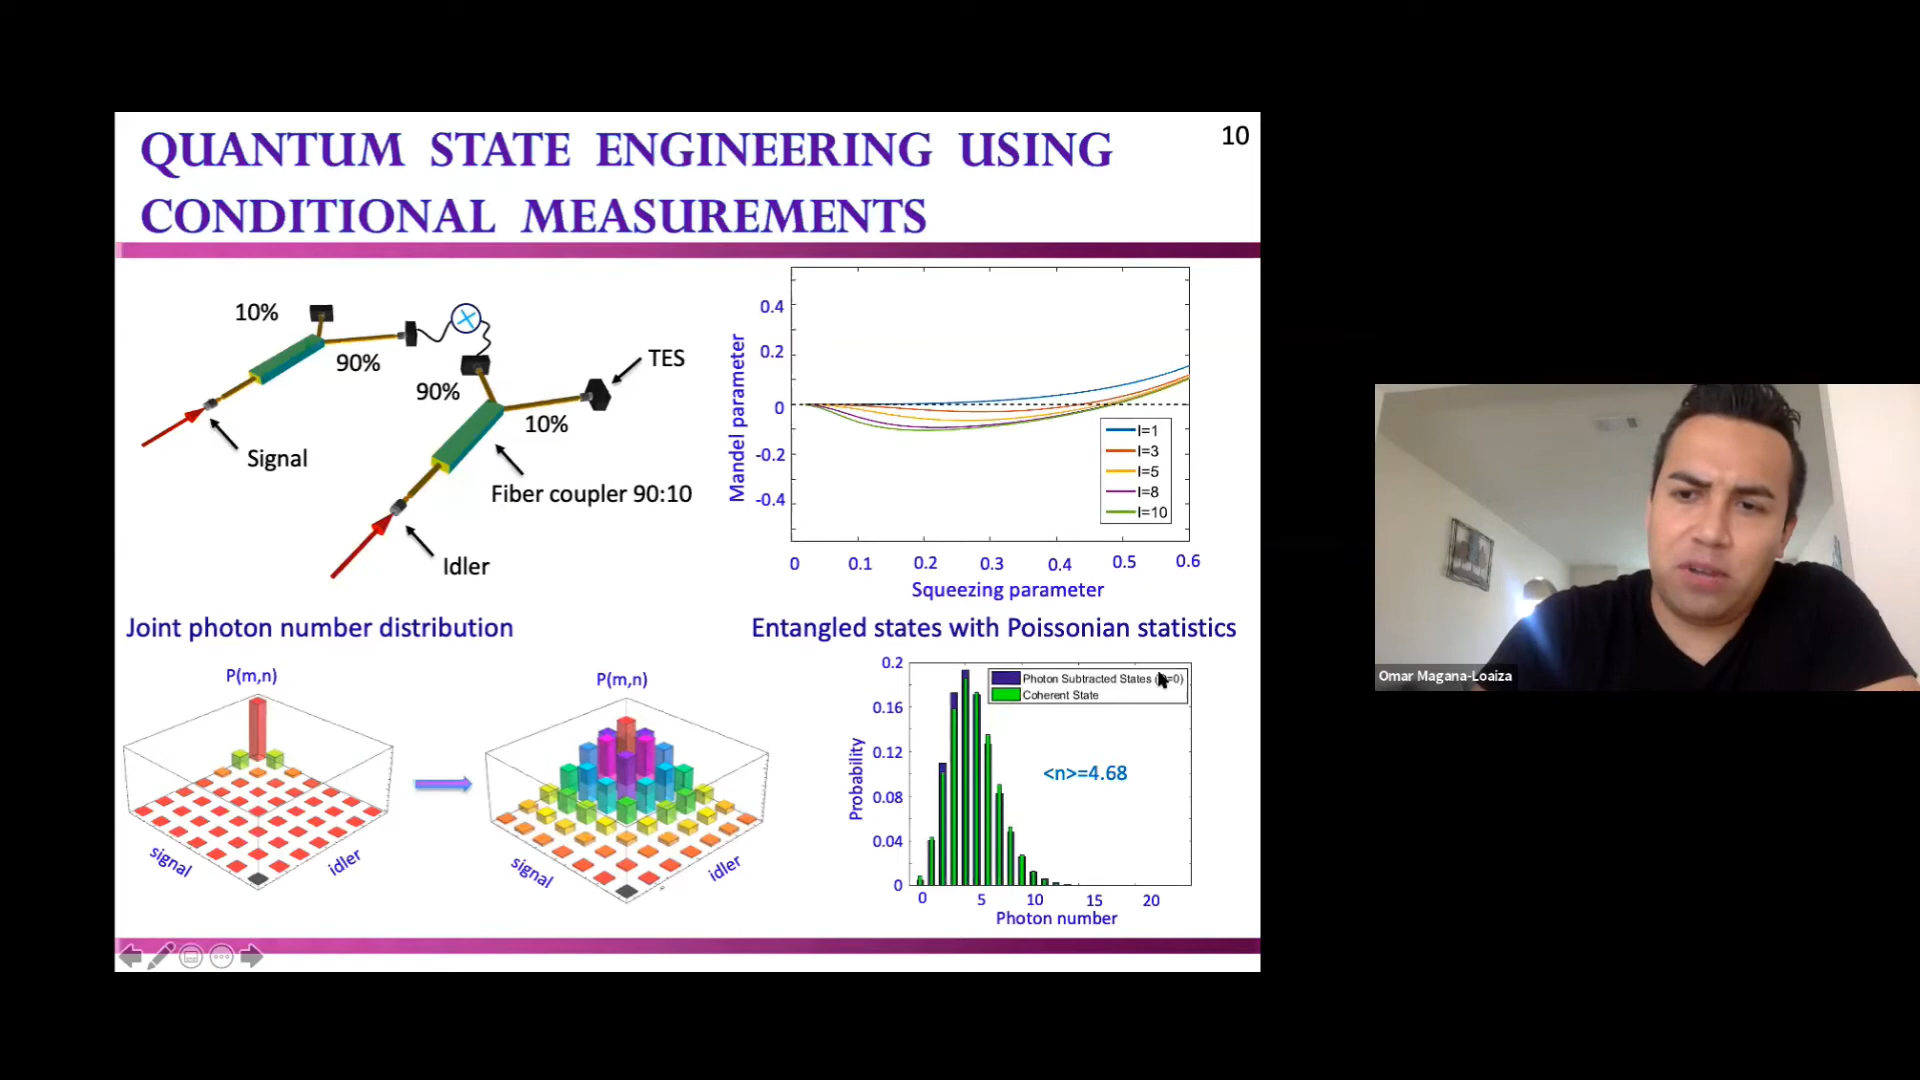 QUANTUM STATE ENGINEERING USING
CONDITIONAL MEASUREMENTS
10
10%
90%
90%
10%
TES
Signal
Fiber coupler 90:10
Idler
Mandel parameter
0.4
0.2
0
-0.2
-0.4
l=1
l=3
l=5
l=8
l=10
0 0.1 0.2 0.3 0.4 0.5 0.6
Squeezing parameter
Joint photon number distribution
P(m,n)
signal
idler
P(m,n)
signal
idler
Entangled states with Poissonian statistics
Probability
0.2
0.16
0.12
0.08
0.04
0
Photon Subtracted States =0)
Coherent State
<n>=4.68
0 5 10 15 20
Photon number
Omar Magana-Loaiza